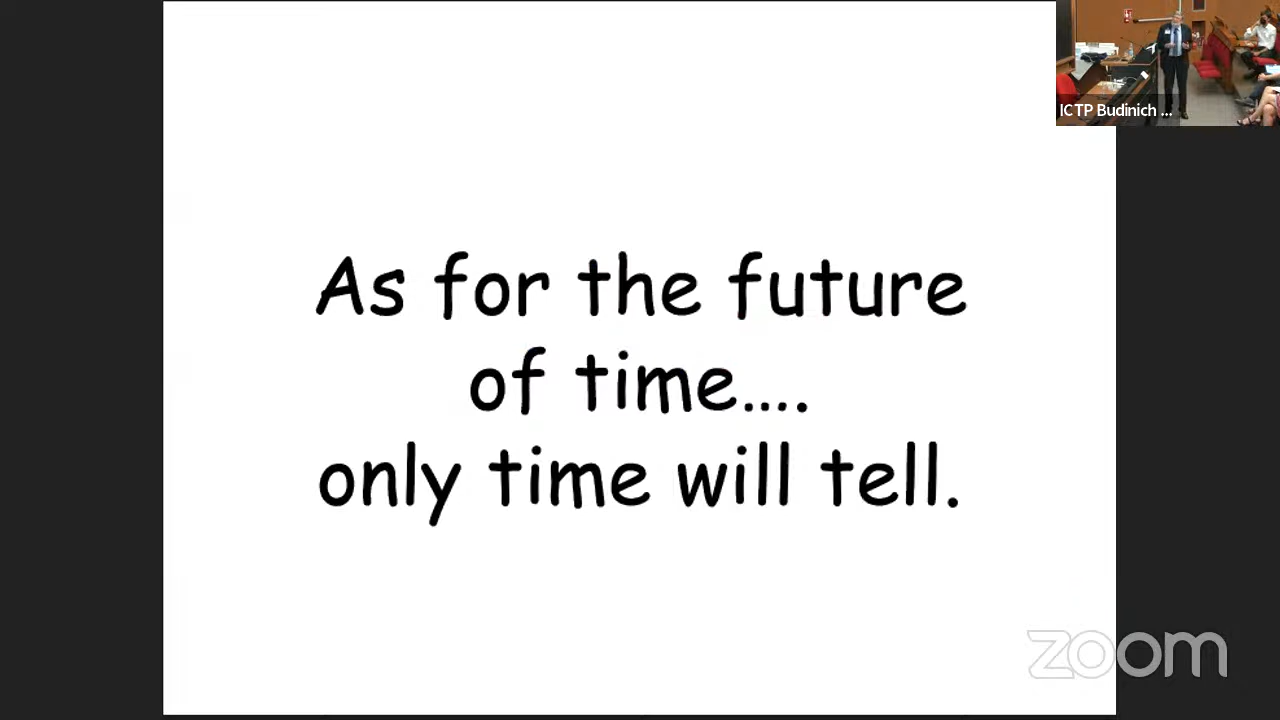 ICTP Budinich ...
As for the future
of time....
only time will tell.
zoom